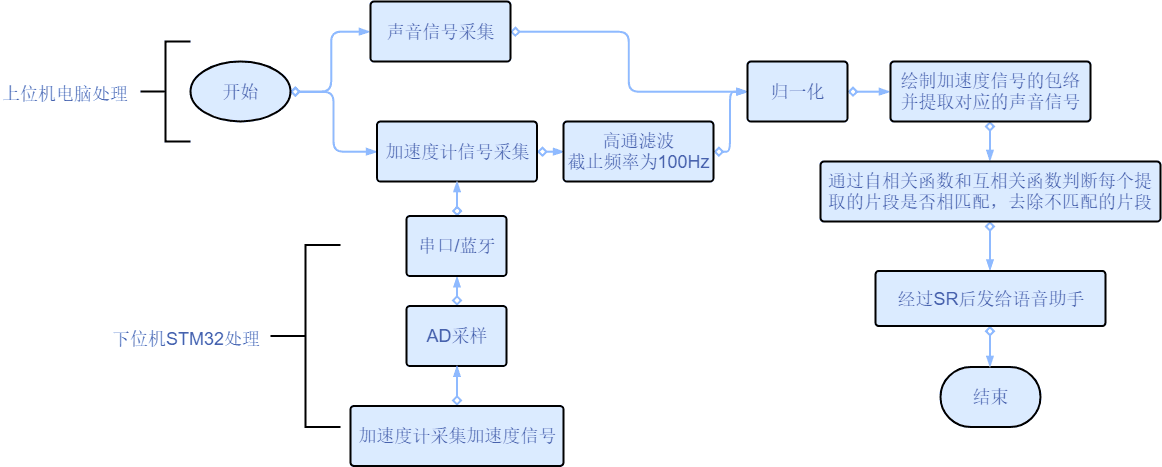 声音信号采集
上位机电脑处理
开始
归一化
绘制加速度信号的包络
并提取对应的声音信号
加速度计信号采集
高通滤波
截止频率为100Hz
通过自相关函数和互相关函数判断每个提
取的片段是否相匹配，去除不匹配的片段
串口/蓝牙
经过SR后发给语音助手
下位机STM32处理
AD采样
结束
加速度计采集加速度信号